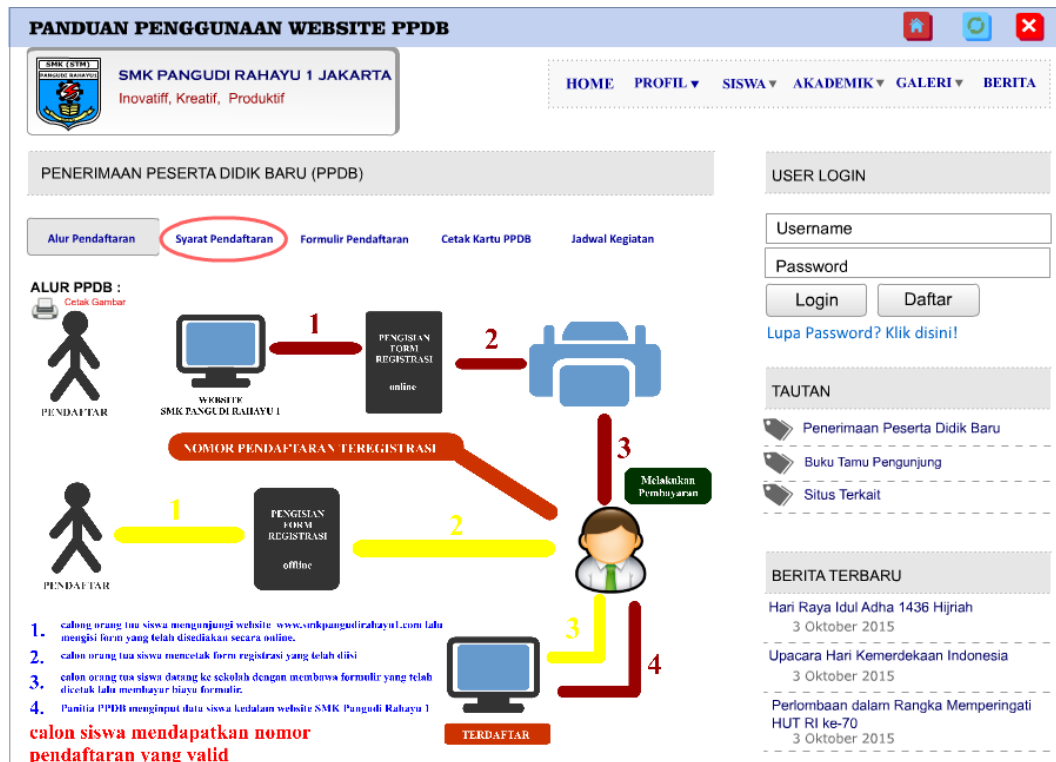 PANDUAN PENGGUNAAN WEBSITE PPDB
SMK (STM)
PANGUDI RAHAYU 1
SMK PANGUDI RAHAYU 1 JAKARTA
Inovatiff, Kreatif, Produktif
HOME PROFIL SISWA AKADEMIK GALERI BERITA
PENERIMAAN PESERTA DIDIK BARU (PPDB)
Alur Pendaftaran Syarat Pendaftaran Formulir Pendaftaran Cetak Kartu PPDB Jadwal Kegiatan
ALUR PPDB :
Cetak Gambar
PENDAFTAR
WEBSITE
SMK PANGUDI RAHAYU 1
1
PENGISIAN
FORM
REGISTRASI
online
2
3
NOMOR PENDAFTARAN TEREGISTRASI
Melakukan
Pembayaran
PENDAFTAR
1
PENGISIAN
FORM
REGISTRASI
offline
2
3
4
TERDAFTAR
1. calong orang tua siswa mengunjungi website www.smkpangudirahayu1.com lalu
mengisi form yang telah disediakan secara online.
2. calon orang tua siswa mencetak form registrasi yang telah diisi
3. calon orang tua siswa datang ke sekolah dengan membawa formulir yang telah
dicetak lalu membayar biaya formulir.
4. Panitia PPDB menginput data siswa kedalam website SMK Pangudi Rahayu 1
calon siswa mendapatkan nomor
pendaftaran yang valid
USER LOGIN
Username
Password
Login Daftar
Lupa Password? Klik disini!
TAUTAN
Penerimaan Peserta Didik Baru
Buku Tamu Pengunjung
Situs Terkait
BERITA TERBARU
Hari Raya Idul Adha 1436 Hijriah
3 Oktober 2015
Upacara Hari Kemerdekaan Indonesia
3 Oktober 2015
Perlombaan dalam Rangka Memperingati
HUT RI ke-70
3 Oktober 2015